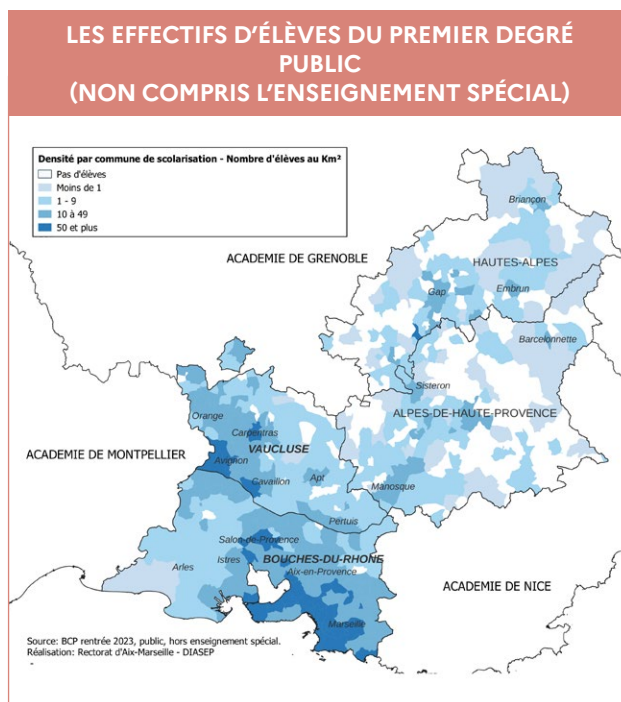 LES EFFECTIFS D'ÉLÈVES DU PREMIER DEGRÉ
PUBLIC
(NON COMPRIS L'ENSEIGNEMENT SPÉCIAL)
Densité par commune de scolarisation - Nombre d'élèves au Km²
Pas d'élèves
Moins de 1
1 - 9
10 à 49
50 et plus
Briançon
ACADEMIE DE GRENOBLE
HAUTES-ALPES
Gap
Embrun
Barcelonnette
Sisteron
Orange
ALPES-DE-HAUTE-PROVENCE
Carpentras
VAUCLUSE
ACADEMIE DE MONTPELLIER
Avignon
Cavaillon
Apt
Manosque
Pertuis
Salon-de-Provence
Istres
BOUCHES-DU-RHONE
Arles
Aix-en-Provence
ACADEMIE DE NICE
Marseille
Source: BCP rentrée 2023, public, hors enseignement spécial.
Réalisation: Rectorat d'Aix-Marseille - DIASEP